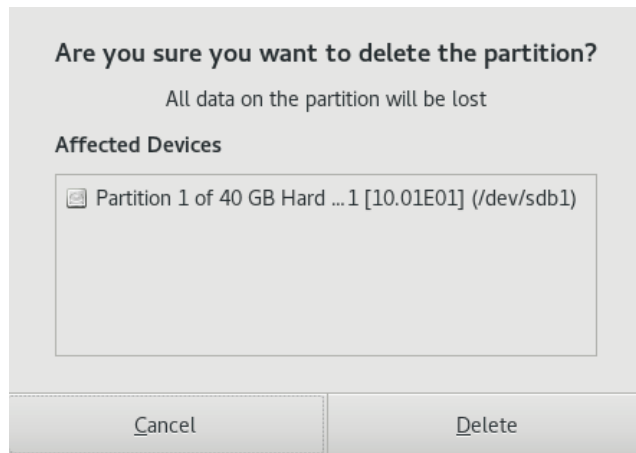 Are you sure you want to delete the partition?
All data on the partition will be lost
Affected Devices
Partition 1 of 40 GB Hard ...1 [10.01E01] (/dev/sdb1)
Cancel
Delete